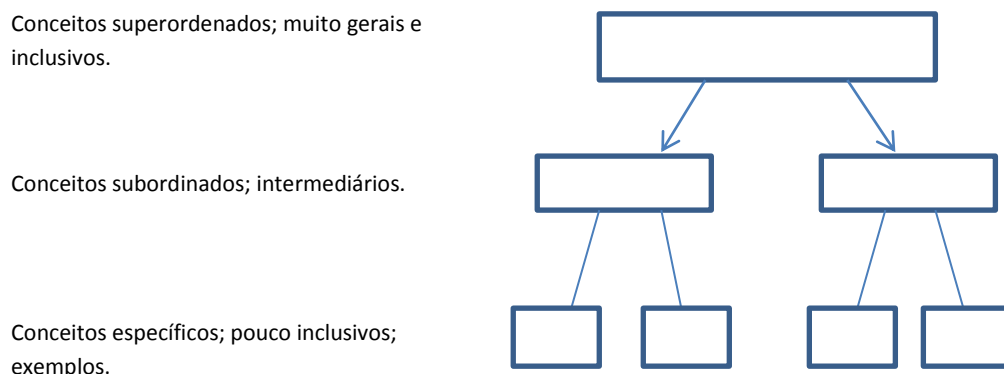 Conceitos superordenados; muito gerais e
inclusivos.
Conceitos subordinados; intermediários.
Conceitos específicos; pouco inclusivos;
exemplos.